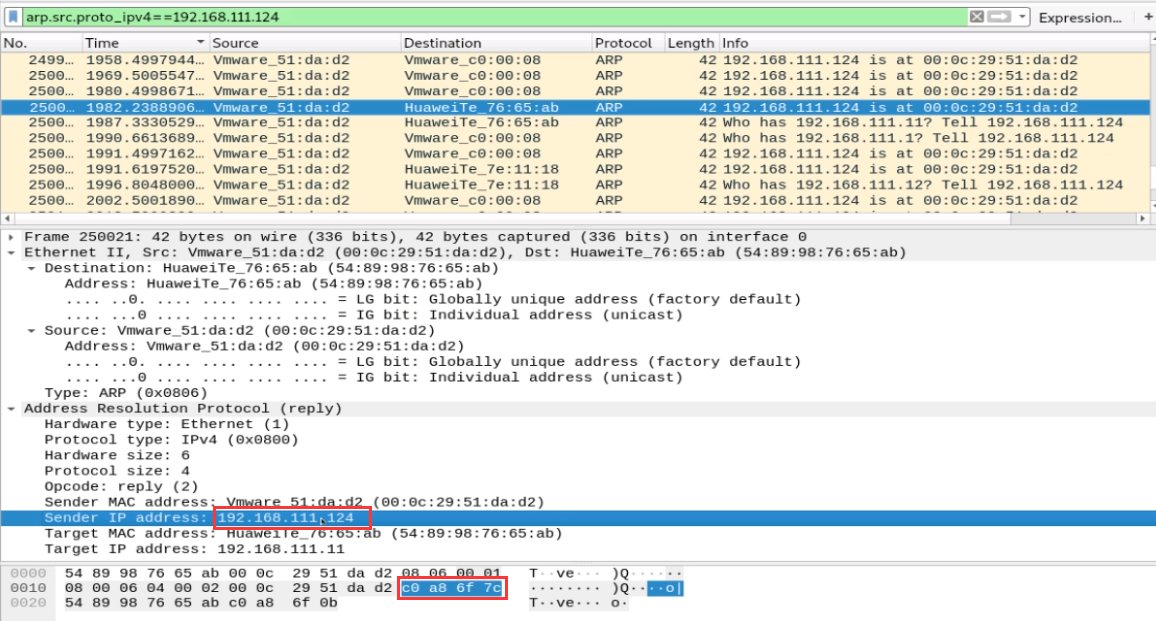 arp.src.proto_ipv4==192.168.111.124 Expression… +
No. Time Source Destination Protocol Length Info
2499… 1958.4997944… Vmware_51:da:d2 Vmware_c0:00:08 ARP 42 192.168.111.124 is at 00:0c:29:51:da:d2
2500… 1969.5005547… Vmware_51:da:d2 Vmware_c0:00:08 ARP 42 192.168.111.124 is at 00:0c:29:51:da:d2
2500… 1980.4998671… Vmware_51:da:d2 Vmware_c0:00:08 ARP 42 192.168.111.124 is at 00:0c:29:51:da:d2
2500… 1982.2388906… Vmware_51:da:d2 HuaweiTe_76:65:ab ARP 42 192.168.111.124 is at 00:0c:29:51:da:d2
2500… 1987.3330529… Vmware_51:da:d2 HuaweiTe_76:65:ab ARP 42 Who has 192.168.111.11? Tell 192.168.111.124
2500… 1990.6613689… Vmware_51:da:d2 Vmware_c0:00:08 ARP 42 Who has 192.168.111.1? Tell 192.168.111.124
2500… 1991.4997162… Vmware_51:da:d2 Vmware_c0:00:08 ARP 42 192.168.111.124 is at 00:0c:29:51:da:d2
2500… 1991.6197520… Vmware_51:da:d2 HuaweiTe_7e:11:18 ARP 42 192.168.111.124 is at 00:0c:29:51:da:d2
2500… 1996.8048000… Vmware_51:da:d2 HuaweiTe_7e:11:18 ARP 42 Who has 192.168.111.12? Tell 192.168.111.124
2500… 2002.5001890… Vmware_51:da:d2 Vmware_c0:00:08 ARP 42 192.168.111.124 is at 00:0c:29:51:da:d2
Frame 250021: 42 bytes on wire (336 bits), 42 bytes captured (336 bits) on interface 0
Ethernet II, Src: Vmware_51:da:d2 (00:0c:29:51:da:d2), Dst: HuaweiTe_76:65:ab (54:89:98:76:65:ab)
Destination: HuaweiTe_76:65:ab (54:89:98:76:65:ab)
Address: HuaweiTe_76:65:ab (54:89:98:76:65:ab)
.... ..0. .... .... .... .... = LG bit: Globally unique address (factory default)
.... ...0 .... .... .... .... = IG bit: Individual address (unicast)
Source: Vmware_51:da:d2 (00:0c:29:51:da:d2)
Address: Vmware_51:da:d2 (00:0c:29:51:da:d2)
.... ..0. .... .... .... .... = LG bit: Globally unique address (factory default)
.... ...0 .... .... .... .... = IG bit: Individual address (unicast)
Type: ARP (0x0806)
Address Resolution Protocol (reply)
Hardware type: Ethernet (1)
Protocol type: IPv4 (0x0800)
Hardware size: 6
Protocol size: 4
Opcode: reply (2)
Sender MAC address: Vmware_51:da:d2 (00:0c:29:51:da:d2)
Sender IP address: 192.168.111.124
Target MAC address: HuaweiTe_76:65:ab (54:89:98:76:65:ab)
Target IP address: 192.168.111.11
0000 54 89 98 76 65 ab 00 0c 29 51 da d2 08 06 00 01 T··ve··· )Q······
0010 08 00 06 04 00 02 00 0c 29 51 da d2 c0 a8 6f 7c ········ )Q····o|
0020 54 89 98 76 65 ab c0 a8 6f 0b T··ve··· o·